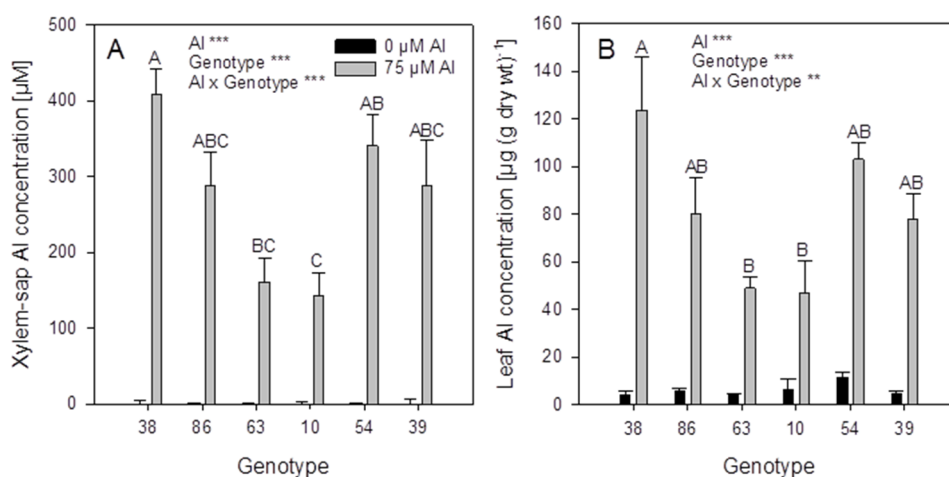 A
Al ***
Genotype ***
Al x Genotype ***
0 µM Al
75 µM Al
Xylem-sap Al concentration [µM]
500
400
300
200
100
0
A
ABC
BC
C
AB
ABC
38 86 63 10 54 39
Genotype
B
Al ***
Genotype ***
Al x Genotype **
Leaf Al concentration [µg (g dry wt)⁻¹]
160
140
120
100
80
60
40
20
0
A
AB
B
B
AB
AB
38 86 63 10 54 39
Genotype